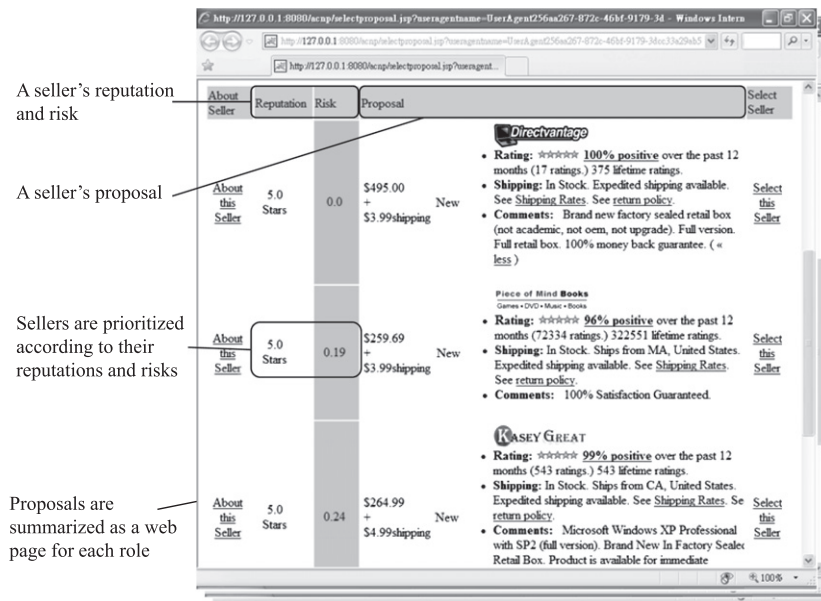 http://127.0.0.1:8080/acnp/selectproposal.jsp?useragentname=UserAgent256aa267-872c-46bf-9179-3d - Windows Intern
http://127.0.0.1:8080/acnp/selectproposal.jsp?useragentname=UserAgent256aa267-872c-46bf-9179-3dcc33a29ab5
http://127.0.0.1:8080/acnp/selectproposal.jsp?useragent...
A seller's reputation
and risk
A seller's proposal
Sellers are prioritized
according to their
reputations and risks
Proposals are
summarized as a web
page for each role
About
Seller
Reputation
Risk
Proposal
Select
Seller
About
this
Seller
5.0
Stars
0.0
$495.00
+
$3.99shipping
New
Directvantage
• Rating: ☆☆☆☆☆ 100% positive over the past 12
months (17 ratings.) 375 lifetime ratings.
• Shipping: In Stock. Expedited shipping available.
See Shipping Rates. See return policy.
• Comments: Brand new factory sealed retail box
(not academic, not oem, not upgrade). Full version.
Full retail box. 100% money back guarantee. ( «
less )
Select
this
Seller
About
this
Seller
5.0
Stars
0.19
$259.69
+
$3.99shipping
New
Piece of Mind Books
Games • DVD • Music • Books
• Rating: ☆☆☆☆☆ 96% positive over the past 12
months (72334 ratings.) 322551 lifetime ratings.
• Shipping: In Stock. Ships from MA, United States.
Expedited shipping available. See Shipping Rates.
See return policy.
• Comments: 100% Satisfaction Guaranteed.
Select
this
Seller
About
this
Seller
5.0
Stars
0.24
$264.99
+
$4.99shipping
New
KASEY GREAT
• Rating: ☆☆☆☆☆ 99% positive over the past 12
months (543 ratings.) 543 lifetime ratings.
• Shipping: In Stock. Ships from CA, United States.
Expedited shipping available. See Shipping Rates. Se
return policy.
• Comments: Microsoft Windows XP Professional
with SP2 (full version). Brand New In Factory Sealed
Retail Box. Product is available for immediate
Select
this
Seller
100%